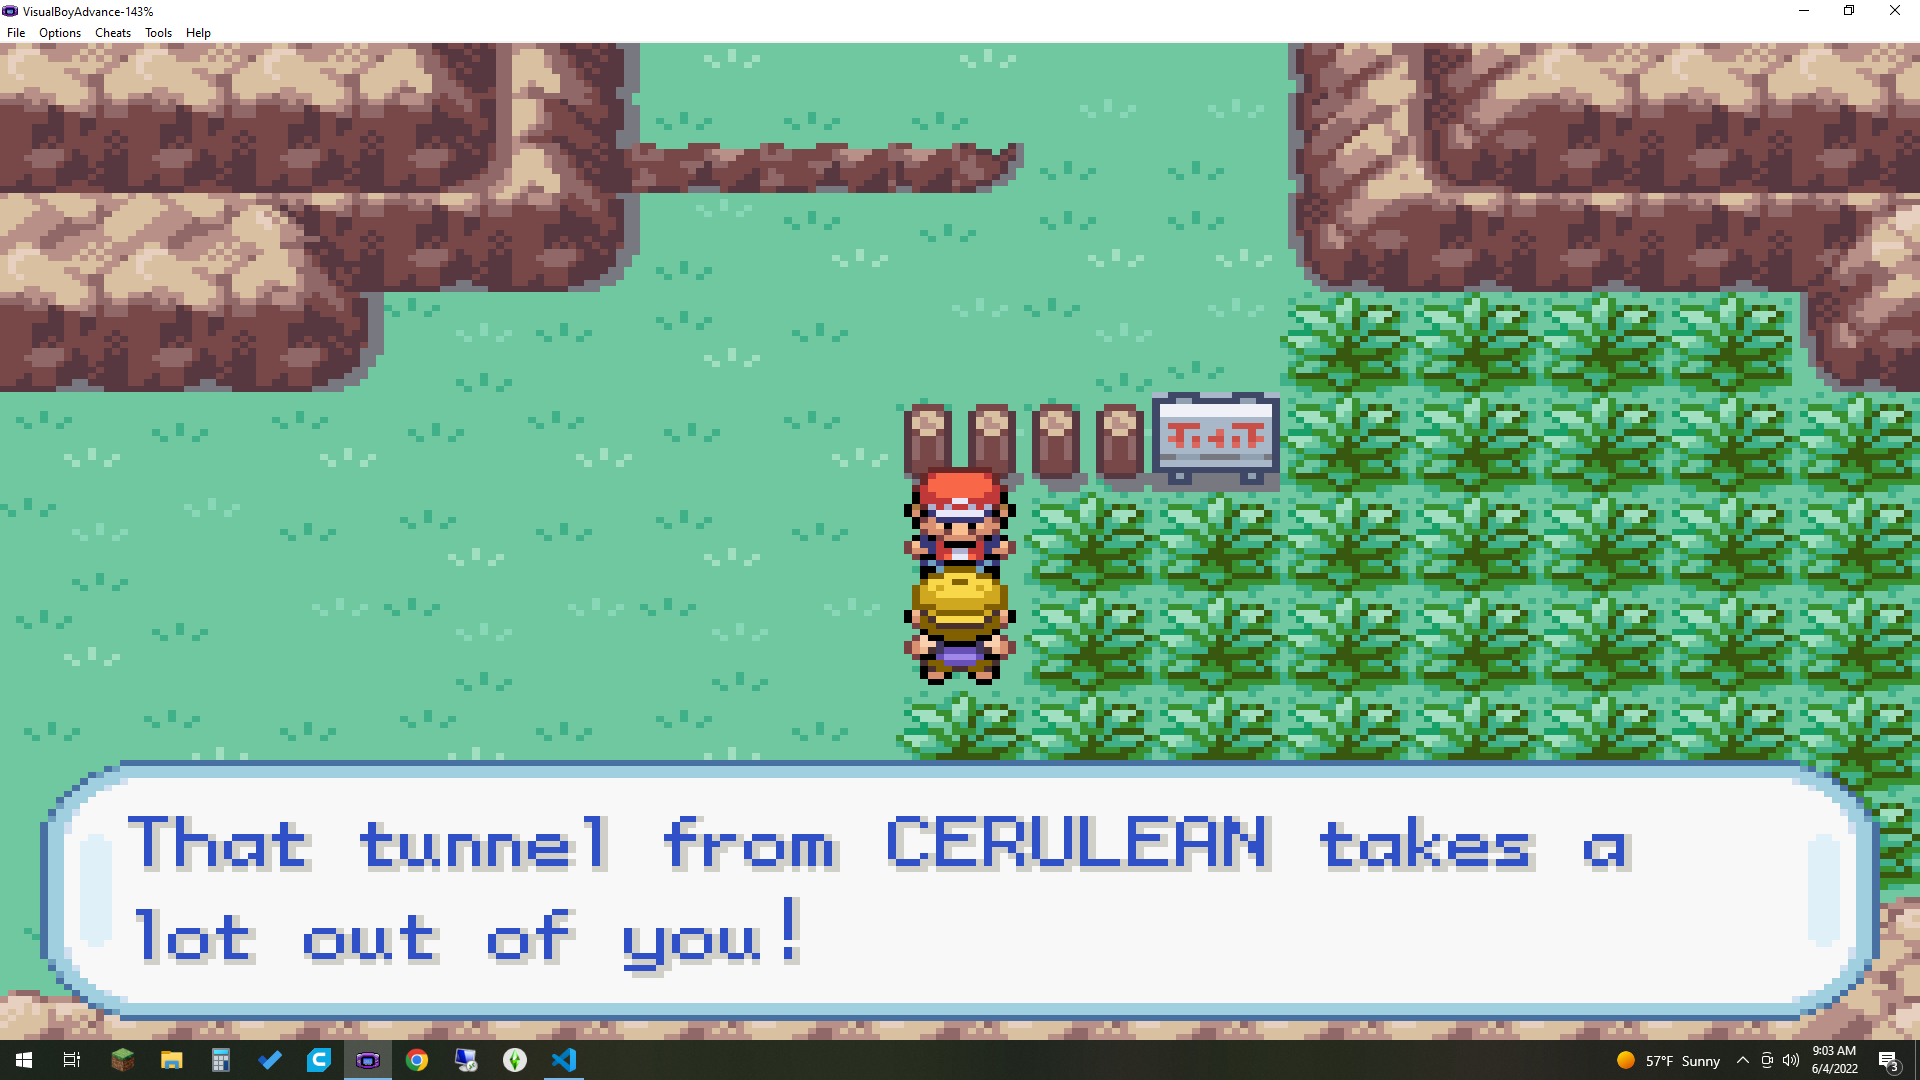 VisualBoyAdvance-143%
File Options Cheats Tools Help
That tunnel from CERULEAN takes a
lot out of you!
57°F Sunny
9:03 AM
6/4/2022
3